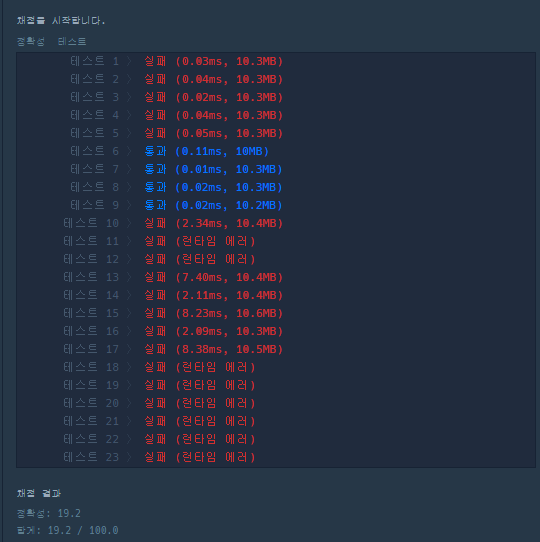 채점을 시작합니다.
정확성 테스트
테스트 1 〉 실패 (0.03ms, 10.3MB)
테스트 2 〉 실패 (0.04ms, 10.3MB)
테스트 3 〉 실패 (0.02ms, 10.3MB)
테스트 4 〉 실패 (0.04ms, 10.3MB)
테스트 5 〉 실패 (0.05ms, 10.3MB)
테스트 6 〉 통과 (0.11ms, 10MB)
테스트 7 〉 통과 (0.01ms, 10.3MB)
테스트 8 〉 통과 (0.02ms, 10.3MB)
테스트 9 〉 통과 (0.02ms, 10.2MB)
테스트 10 〉 실패 (2.34ms, 10.4MB)
테스트 11 〉 실패 (런타임 에러)
테스트 12 〉 실패 (런타임 에러)
테스트 13 〉 실패 (7.40ms, 10.4MB)
테스트 14 〉 실패 (2.11ms, 10.4MB)
테스트 15 〉 실패 (8.23ms, 10.6MB)
테스트 16 〉 실패 (2.09ms, 10.3MB)
테스트 17 〉 실패 (8.38ms, 10.5MB)
테스트 18 〉 실패 (런타임 에러)
테스트 19 〉 실패 (런타임 에러)
테스트 20 〉 실패 (런타임 에러)
테스트 21 〉 실패 (런타임 에러)
테스트 22 〉 실패 (런타임 에러)
테스트 23 〉 실패 (런타임 에러)
채점 결과
정확성: 19.2
합계: 19.2 / 100.0